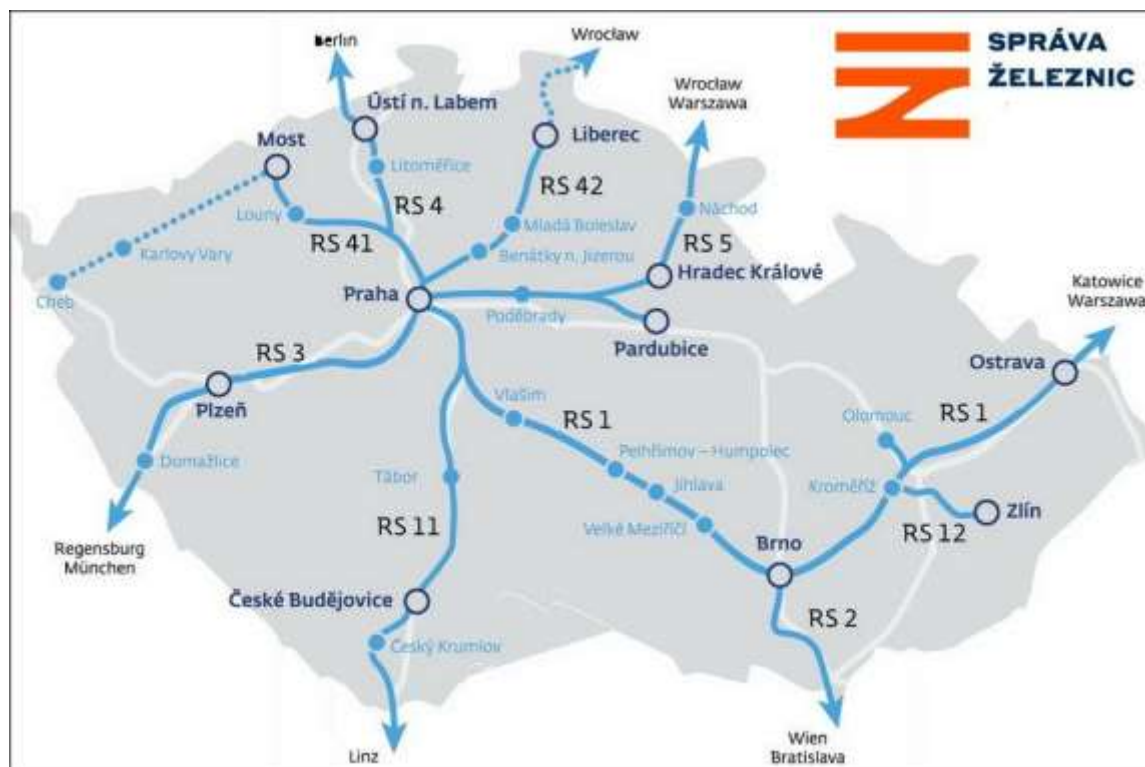 Berlin
Wrocław
SPRÁVA
ŽELEZNIC
Wrocław
Warszawa
Ústí n. Labem
Most
Liberec
Litoměřice
RS 42
RS 4
Louny
Náchod
Mladá Boleslav
RS 41
RS 5
Karlovy Vary
Benátky n. Jizerou
Hradec Králové
Cheb
Praha
Poděbrady
Katowice
Warszawa
Pardubice
RS 3
Ostrava
Plzeň
Vlašim
RS 1
RS 1
Olomouc
Pelhřimov – Humpolec
Domažlice
Tábor
Jihlava
Kroměříž
RS 11
Velké Meziříčí
Zlín
RS 12
Brno
Regensburg
München
České Budějovice
RS 2
Český Krumlov
Linz
Wien
Bratislava